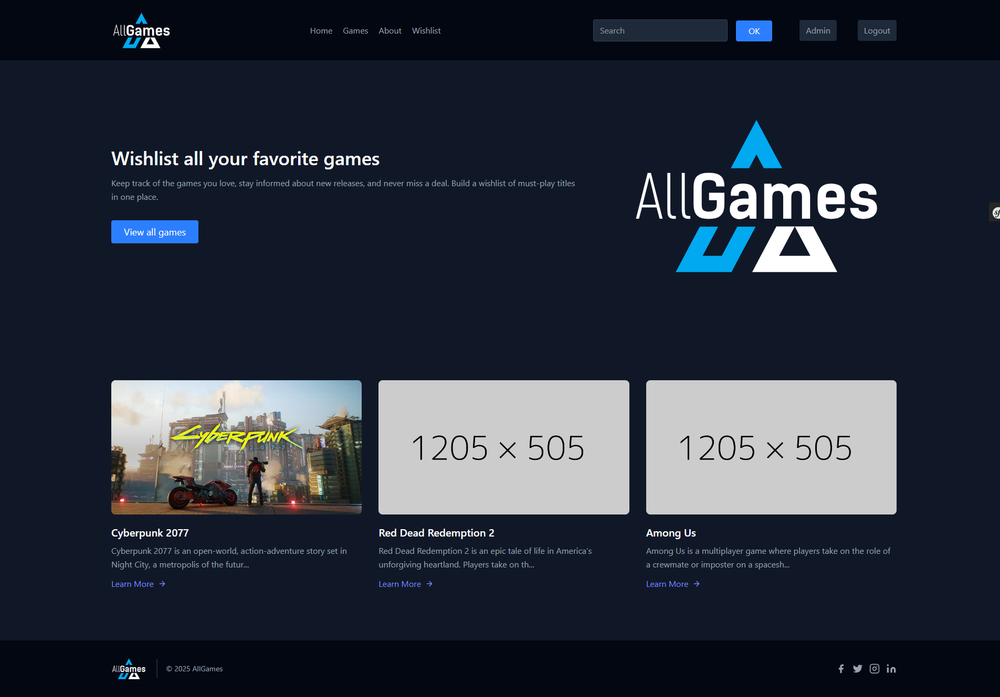 AllGames
Home Games About Wishlist
Search
OK
Admin
Logout
Wishlist all your favorite games
Keep track of the games you love, stay informed about new releases, and never miss a deal. Build a wishlist of must-play titles
in one place.
View all games
AllGames
sf
Cyberpunk
2077
1205 × 505
1205 × 505
Cyberpunk 2077
Cyberpunk 2077 is an open-world, action-adventure story set in
Night City, a metropolis of the futur...
Learn More →
Red Dead Redemption 2
Red Dead Redemption 2 is an epic tale of life in America’s
unforgiving heartland. Players take on th...
Learn More →
Among Us
Among Us is a multiplayer game where players take on the role of
a crewmate or imposter on a spacesh...
Learn More →
AllGames
© 2025 AllGames